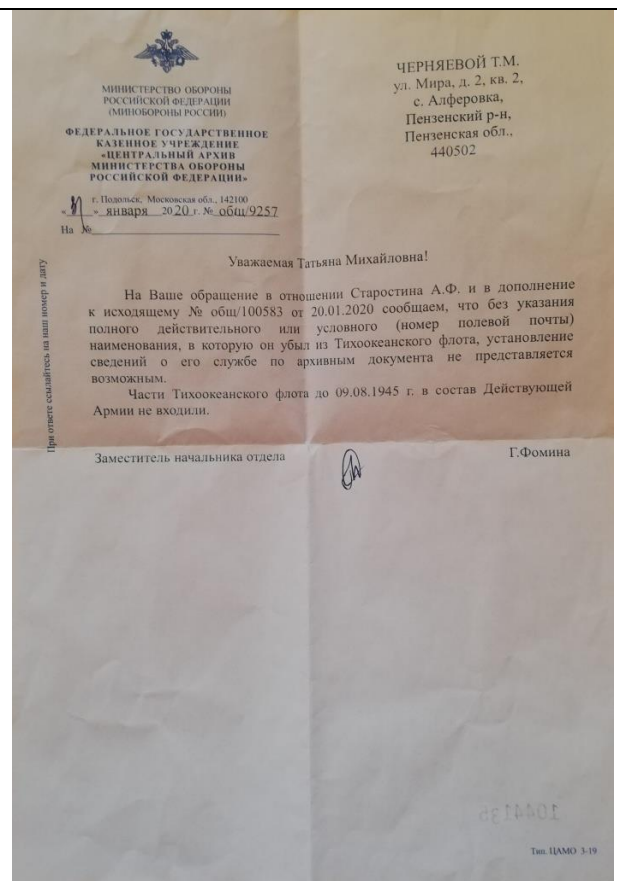 МИНИСТЕРСТВО ОБОРОНЫ
РОССИЙСКОЙ ФЕДЕРАЦИИ
(МИНОБОРОНЫ РОССИИ)
ФЕДЕРАЛЬНОЕ ГОСУДАРСТВЕННОЕ
КАЗЕННОЕ УЧРЕЖДЕНИЕ
«ЦЕНТРАЛЬНЫЙ АРХИВ
МИНИСТЕРСТВА ОБОРОНЫ
РОССИЙСКОЙ ФЕДЕРАЦИИ»
г. Подольск, Московская обл., 142100
« » января 2020 г. № общ/9257
На №
ЧЕРНЯЕВОЙ Т.М.
ул. Мира, д. 2, кв. 2,
с. Алферовка,
Пензенский р-н,
Пензенская обл.,
440502
При ответе ссылайтесь на наш номер и дату
Уважаемая Татьяна Михайловна!
На Ваше обращение в отношении Старостина А.Ф. и в дополнение
к исходящему № общ/100583 от 20.01.2020 сообщаем, что без указания
полного действительного или условного (номер полевой почты)
наименования, в которую он убыл из Тихоокеанского флота, установление
сведений о его службе по архивным документа не представляется
возможным.
Части Тихоокеанского флота до 09.08.1945 г. в состав Действующей
Армии не входили.
Заместитель начальника отдела
Г.Фомина
1044135
Тип. ЦАМО 3-19